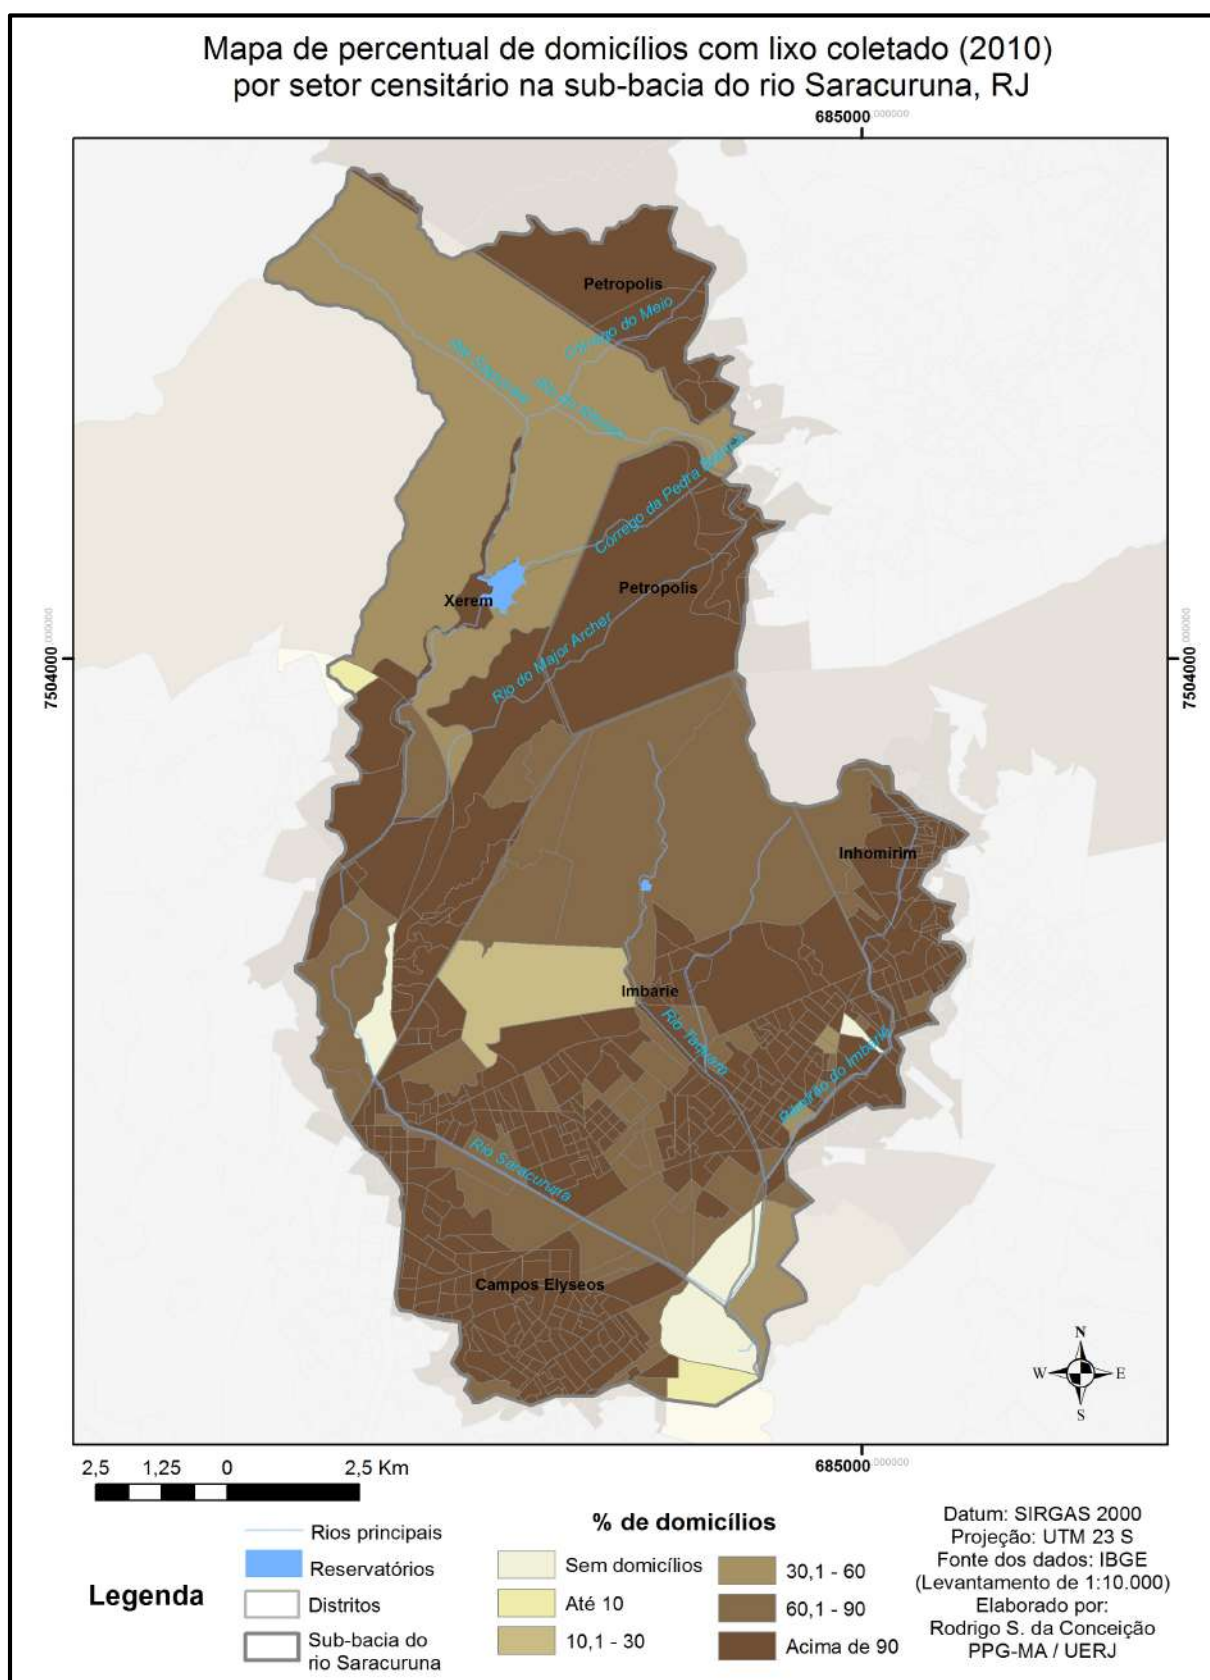 Mapa de percentual de domicílios com lixo coletado (2010)
por setor censitário na sub-bacia do rio Saracuruna, RJ
685000,000000
Petropolis
Córrego do Meio
Córrego da Pedra
Xerem
Petropolis
Rio do Major Archer
7504000,000000
7504000,000000
Inhomirim
Imbarie
Rio
Ribeirão do Imbariê
Rio Saracuruna
Campos Elyseos
N
W E
S
685000,000000
2,5 1,25 0 2,5 Km
Legenda
Rios principais
Reservatórios
Distritos
Sub-bacia do
rio Saracuruna
% de domicílios
Sem domicílios
Até 10
10,1 - 30
30,1 - 60
60,1 - 90
Acima de 90
Datum: SIRGAS 2000
Projeção: UTM 23 S
Fonte dos dados: IBGE
(Levantamento de 1:10.000)
Elaborado por:
Rodrigo S. da Conceição
PPG-MA / UERJ